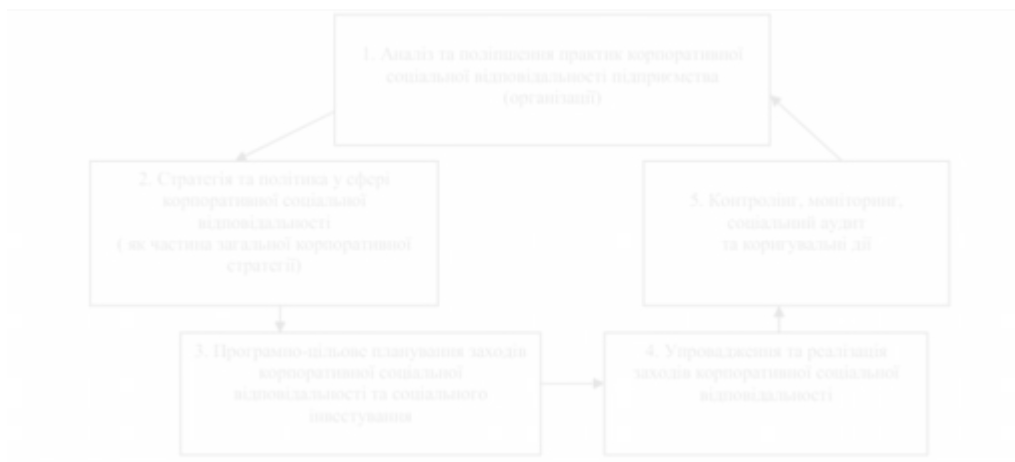 1. Аналіз та поліпшення практик корпоративної
соціальної відповідальності підприємства
(організації)
2. Стратегія та політика у сфері
корпоративної соціальної
відповідальності
( як частина загальної корпоративної
стратегії)
5. Контролінг, моніторинг,
соціальний аудит
та коригувальні дії
3. Програмно-цільове планування заходів
корпоративної соціальної
відповідальності та соціального
інвестування
4. Упровадження та реалізація
заходів корпоративної соціальної
відповідальності